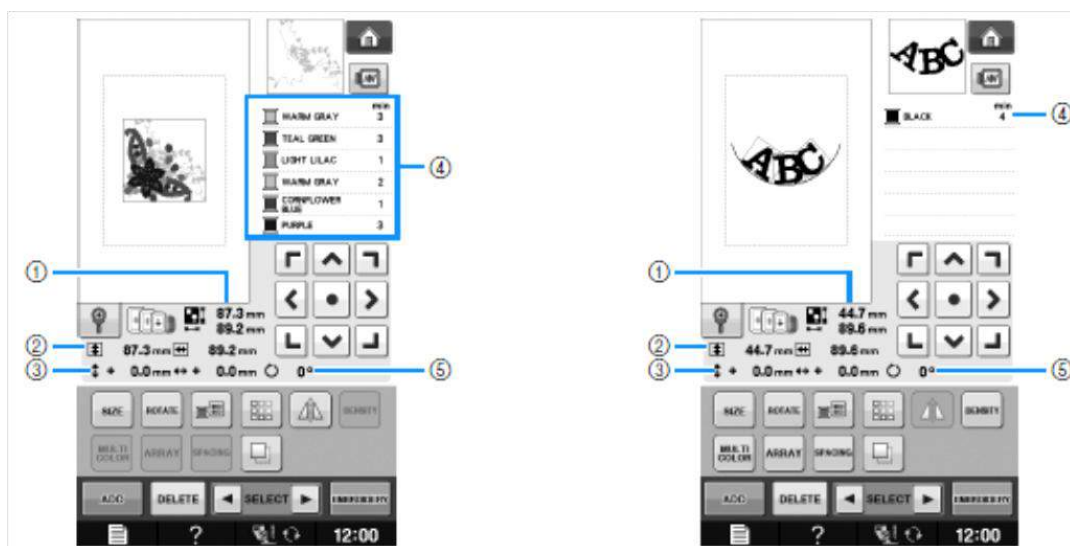 min
WARM GRAY 3
TEAL GREEN 3
LIGHT LILAC 1
WARM GRAY 2
CORNFLOWER
BLUE 1
PURPLE 3
④
①
87.3 mm
89.2 mm
②
87.3 mm 89.2 mm
③
+ 0.0 mm + 0.0 mm 0°
⑤
SIZE ROTATE DENSITY
MULTI
COLOR ARRAY SPACING
ADD DELETE SELECT EMBROIDERY
? 12:00
ABC
min
BLACK 4
④
ABC
①
44.7 mm
89.6 mm
②
44.7 mm 89.6 mm
③
+ 0.0 mm + 0.0 mm 0°
⑤
SIZE ROTATE DENSITY
MULTI
COLOR ARRAY SPACING
ADD DELETE SELECT EMBROIDERY
? 12:00